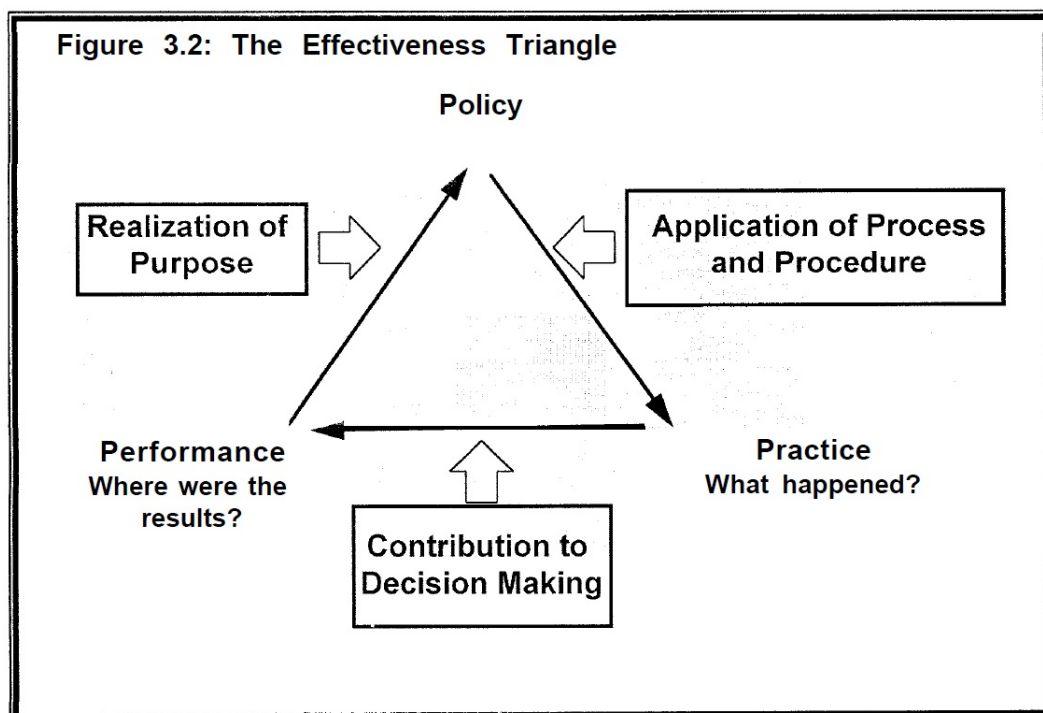 Figure 3.2: The Effectiveness Triangle
Policy
Realization of
Purpose
Application of Process
and Procedure
Performance
Where were the
results?
Practice
What happened?
Contribution to
Decision Making